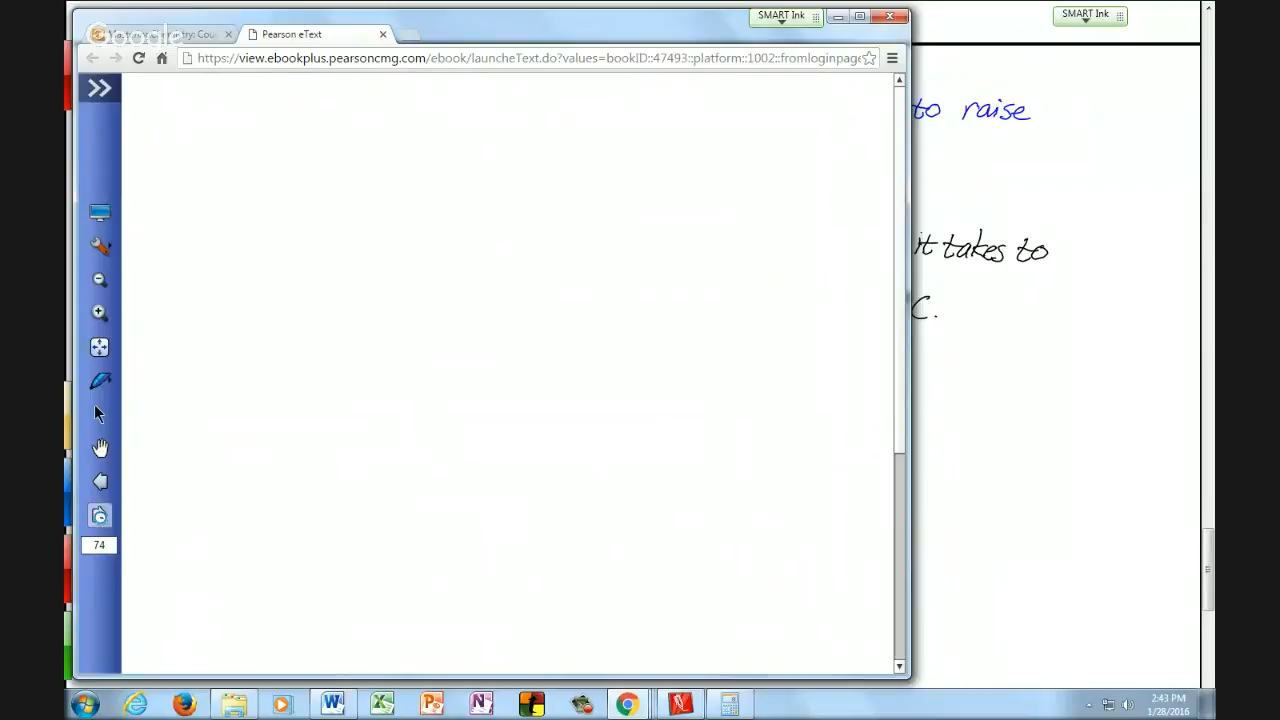 SMART Ink
SMART Ink
Google
Pearson eText
https://view.ebookplus.pearsoncmg.com/ebook/launcheText.do?values=bookID::47493::platform::1002::fromloginpage
to raise
it takes to
C.
74
2:43 PM
1/28/2016